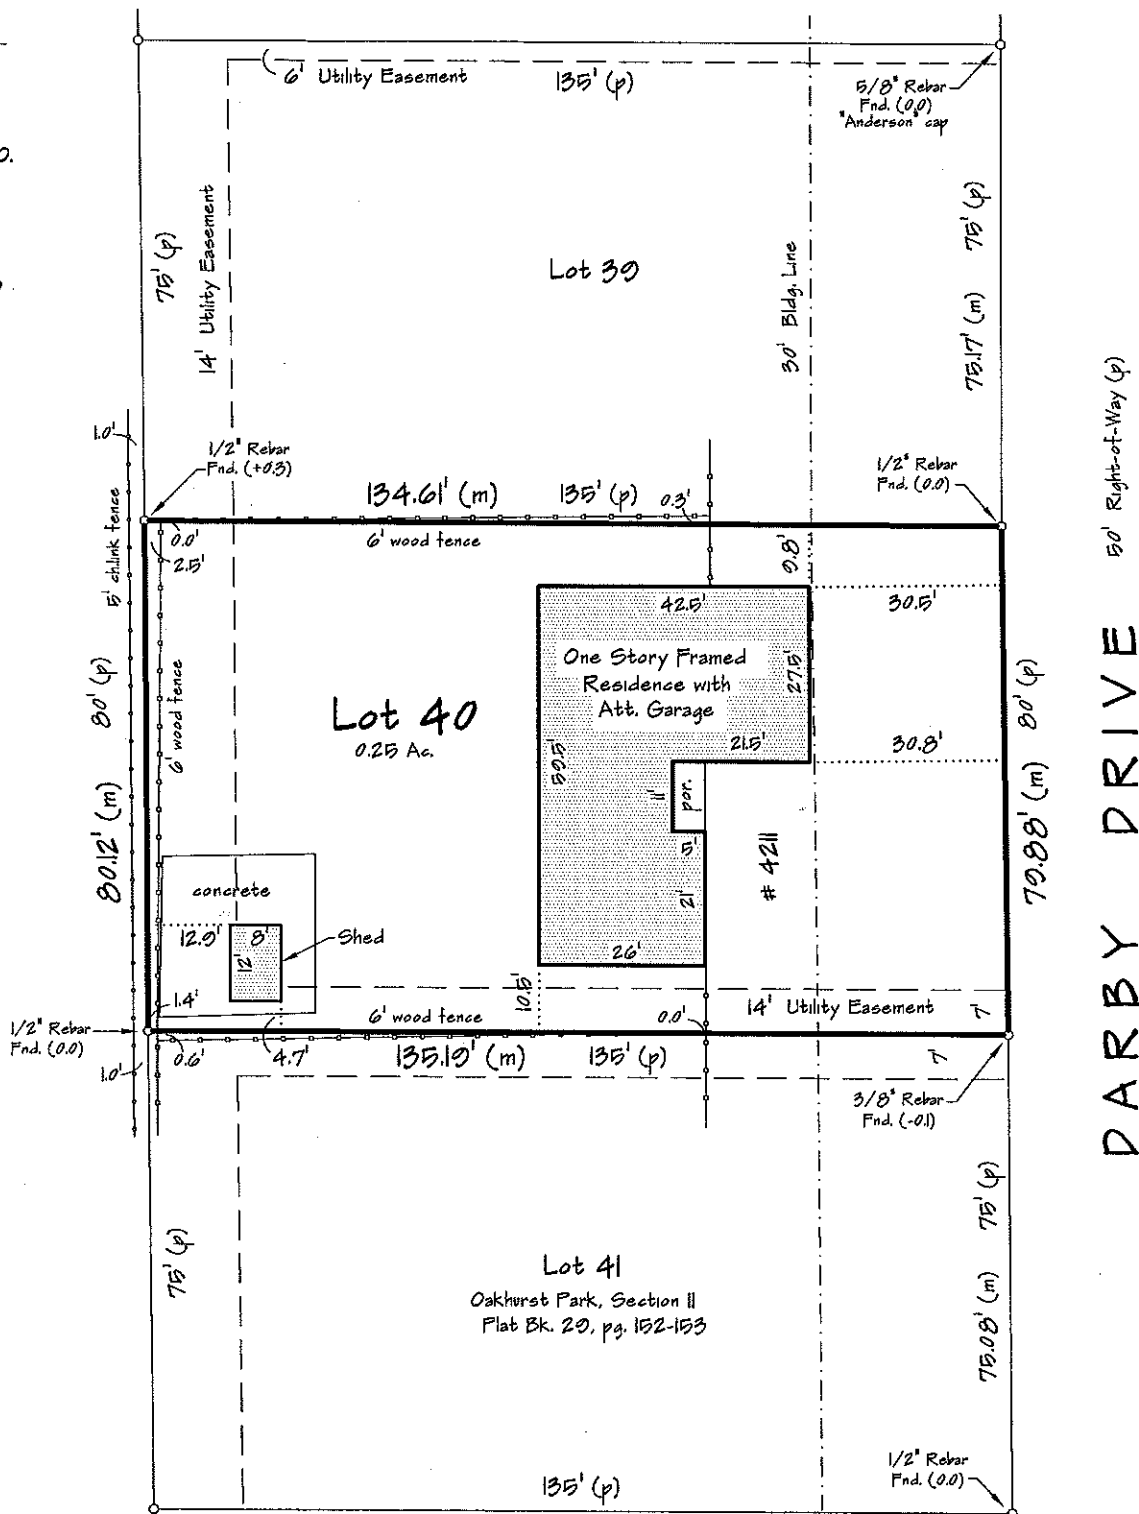 6' Utility Easement
135' (p)
5/8" Rebar
Fnd. (0.0)
"Anderson" cap
14' Utility Easement
75' (p)
Lot 39
30' Bldg. Line
75' (p)
75.17' (m)
50' Right-of-Way (p)
1.0'
1/2" Rebar
Fnd. (+0.3)
1/2" Rebar
Fnd. (0.0)
134.61' (m)
135' (p)
0.3'
0.0'
6' wood fence
2.5'
5' ch.link fence
9.8'
42.5'
30.5'
One Story Framed
Residence with
Att. Garage
27.5'
80' (p)
6' wood fence
Lot 40
0.25 Ac.
59.5'
21.5'
30.8'
80' (p)
11'
por.
80.12' (m)
79.88' (m)
DARBY DRIVE
5'
# 4211
concrete
21'
12.9'
8'
Shed
12'
26'
10.5'
1.4'
6' wood fence
0.0'
14' Utility Easement
7'
1/2" Rebar
Fnd. (0.0)
1.0'
0.6'
4.7'
135.19' (m)
135' (p)
7'
3/8" Rebar
Fnd. (-0.1)
75' (p)
75' (p)
Lot 41
Oakhurst Park, Section II
Plat Bk. 29, pg. 152-153
75.08' (m)
1/2" Rebar
Fnd. (0.0)
135' (p)